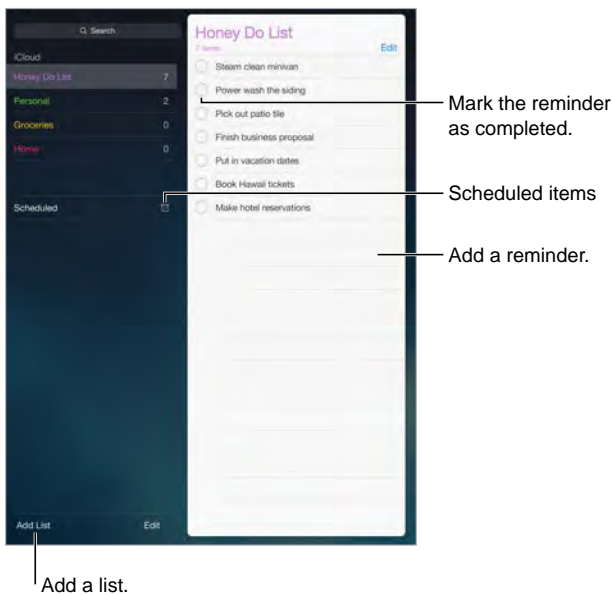 Search
iCloud
Honey Do List 7
Personal 2
Groceries 0
Home 0
Scheduled
Add List Edit
Honey Do List
7 items
Edit
Steam clean minivan
Power wash the siding
Pick out patio tile
Finish business proposal
Put in vacation dates
Book Hawaii tickets
Make hotel reservations
Mark the reminder
as completed.
Scheduled items
Add a reminder.
Add a list.